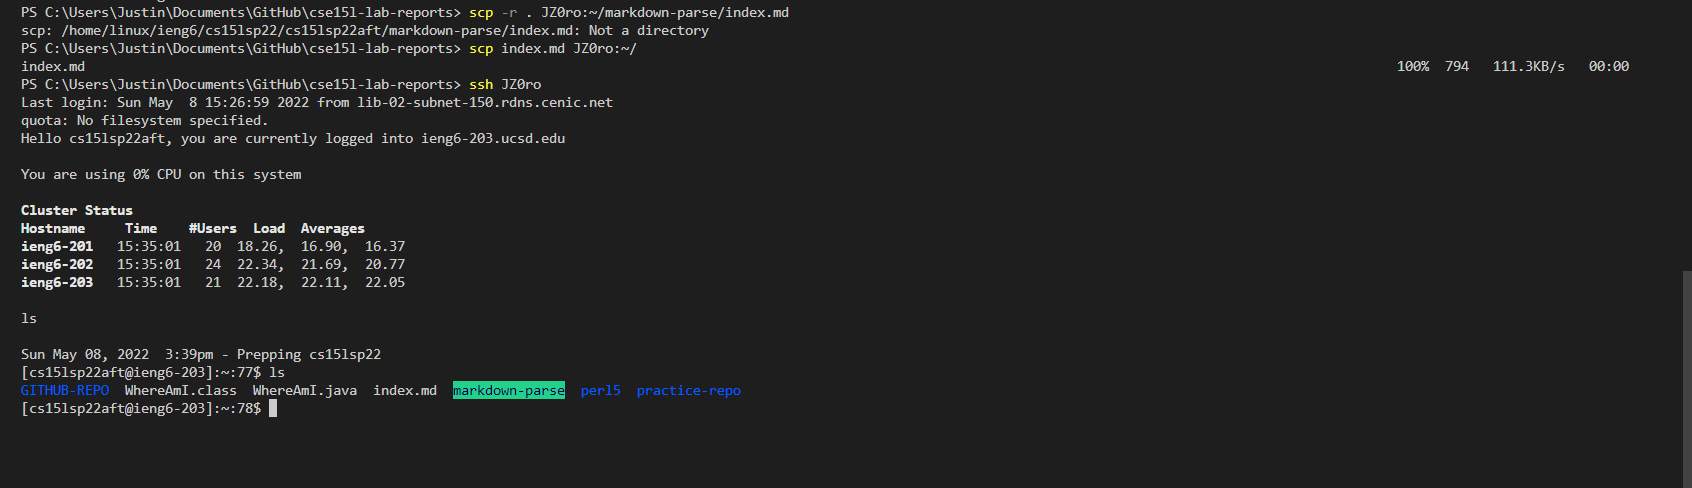 PS C:\Users\Justin\Documents\GitHub\cse15l-lab-reports> scp -r . JZ0ro:~/markdown-parse/index.md
scp: /home/linux/ieng6/cs15lsp22/cs15lsp22aft/markdown-parse/index.md: Not a directory
PS C:\Users\Justin\Documents\GitHub\cse15l-lab-reports> scp index.md JZ0ro:~/
index.md 100% 794 111.3KB/s 00:00
PS C:\Users\Justin\Documents\GitHub\cse15l-lab-reports> ssh JZ0ro
Last login: Sun May  8 15:26:59 2022 from lib-02-subnet-150.rdns.cenic.net
quota: No filesystem specified.
Hello cs15lsp22aft, you are currently logged into ieng6-203.ucsd.edu
You are using 0% CPU on this system
Cluster Status
Hostname     Time    #Users  Load  Averages
ieng6-201   15:35:01   20  18.26,  16.90,  16.37
ieng6-202   15:35:01   24  22.34,  21.69,  20.77
ieng6-203   15:35:01   21  22.18,  22.11,  22.05
ls
Sun May 08, 2022  3:39pm - Prepping cs15lsp22
[cs15lsp22aft@ieng6-203]:~:77$ ls
GITHUB-REPO  WhereAmI.class  WhereAmI.java  index.md  markdown-parse  perl5  practice-repo
[cs15lsp22aft@ieng6-203]:~:78$